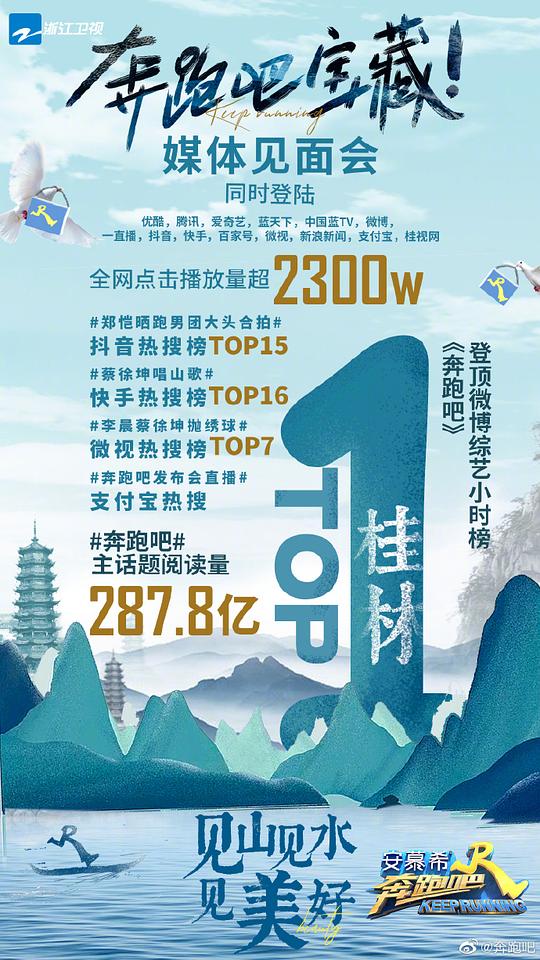 浙江卫视
奔跑吧宝藏!
Keep running
媒体见面会
同时登陆
优酷，腾讯，爱奇艺，蓝天下，中国蓝TV，微博，
一直播，抖音，快手，百家号，微视，新浪新闻，支付宝，桂视网
全网点击播放量超2300w
#郑恺晒跑男团大头合拍#
抖音热搜榜TOP15
#蔡徐坤唱山歌#
快手热搜榜TOP16
#李晨蔡徐坤抛绣球#
微视热搜榜TOP7
#奔跑吧发布会直播#
支付宝热搜
#奔跑吧#
主话题阅读量
287.8亿
TOP
1
桂林
登顶微博综艺小时榜
《奔跑吧》
见山见水
见美好
beauty
安慕希
奔跑吧
KEEP RUNNING
@奔跑吧